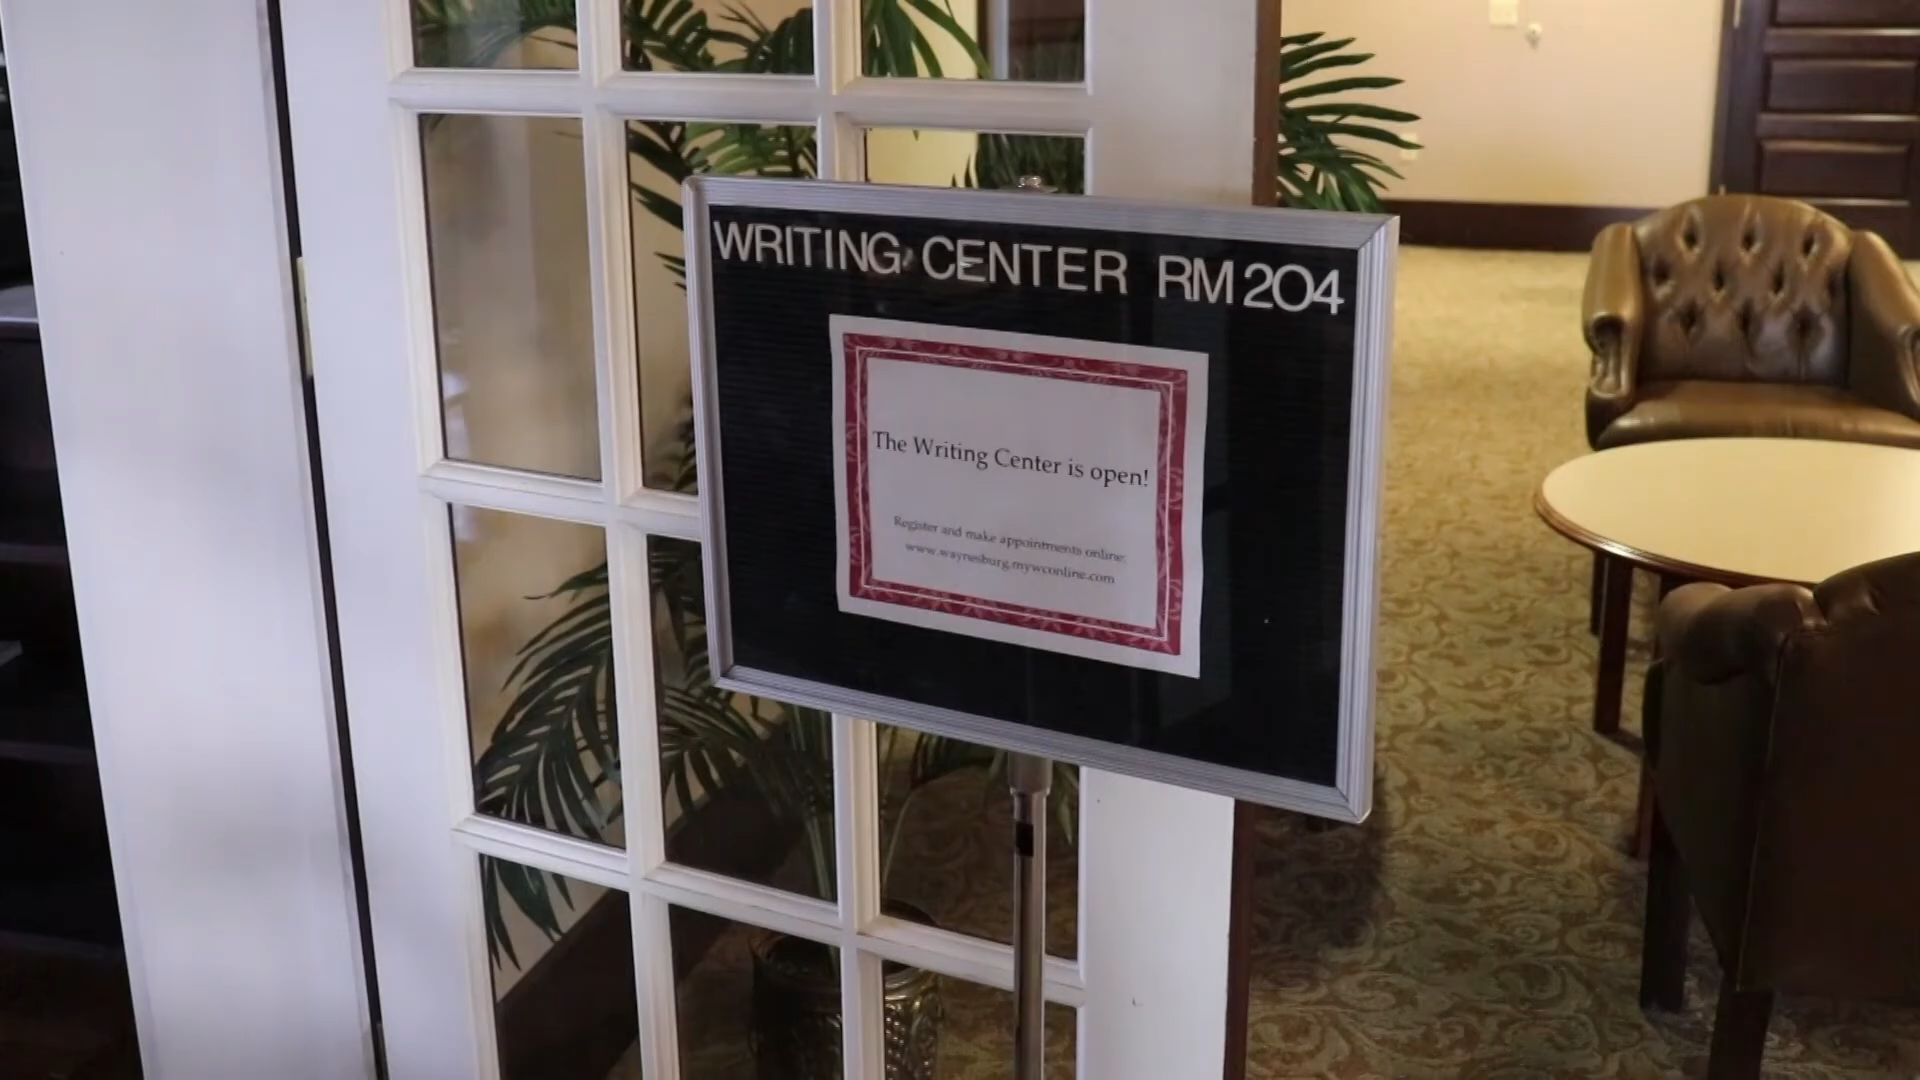 WRITING CENTER RM 204
The Writing Center is open!
Register and make appointments online:
www.waynesburg.mywconline.com